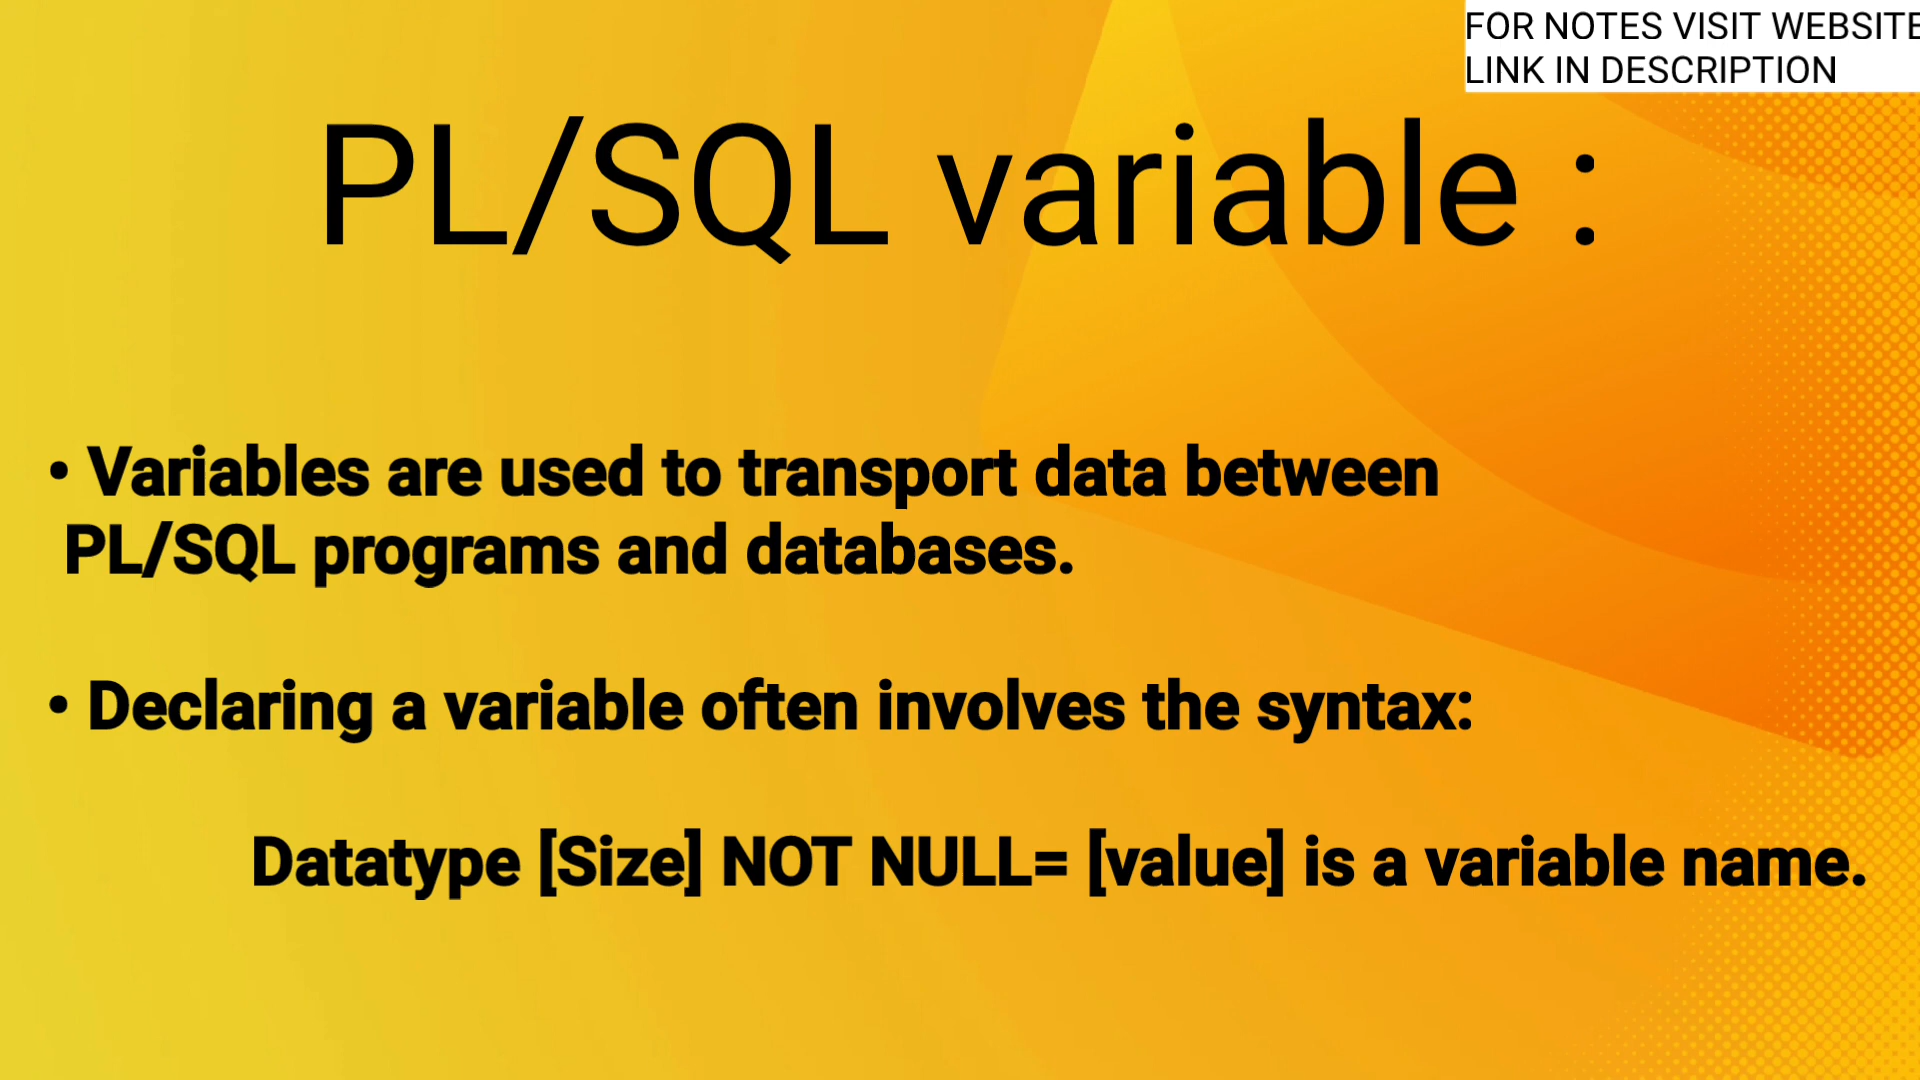 FOR NOTES VISIT WEBSITE
LINK IN DESCRIPTION
PL/SQL variable :
• Variables are used to transport data between
PL/SQL programs and databases.
• Declaring a variable often involves the syntax:
Datatype [Size] NOT NULL= [value] is a variable name.